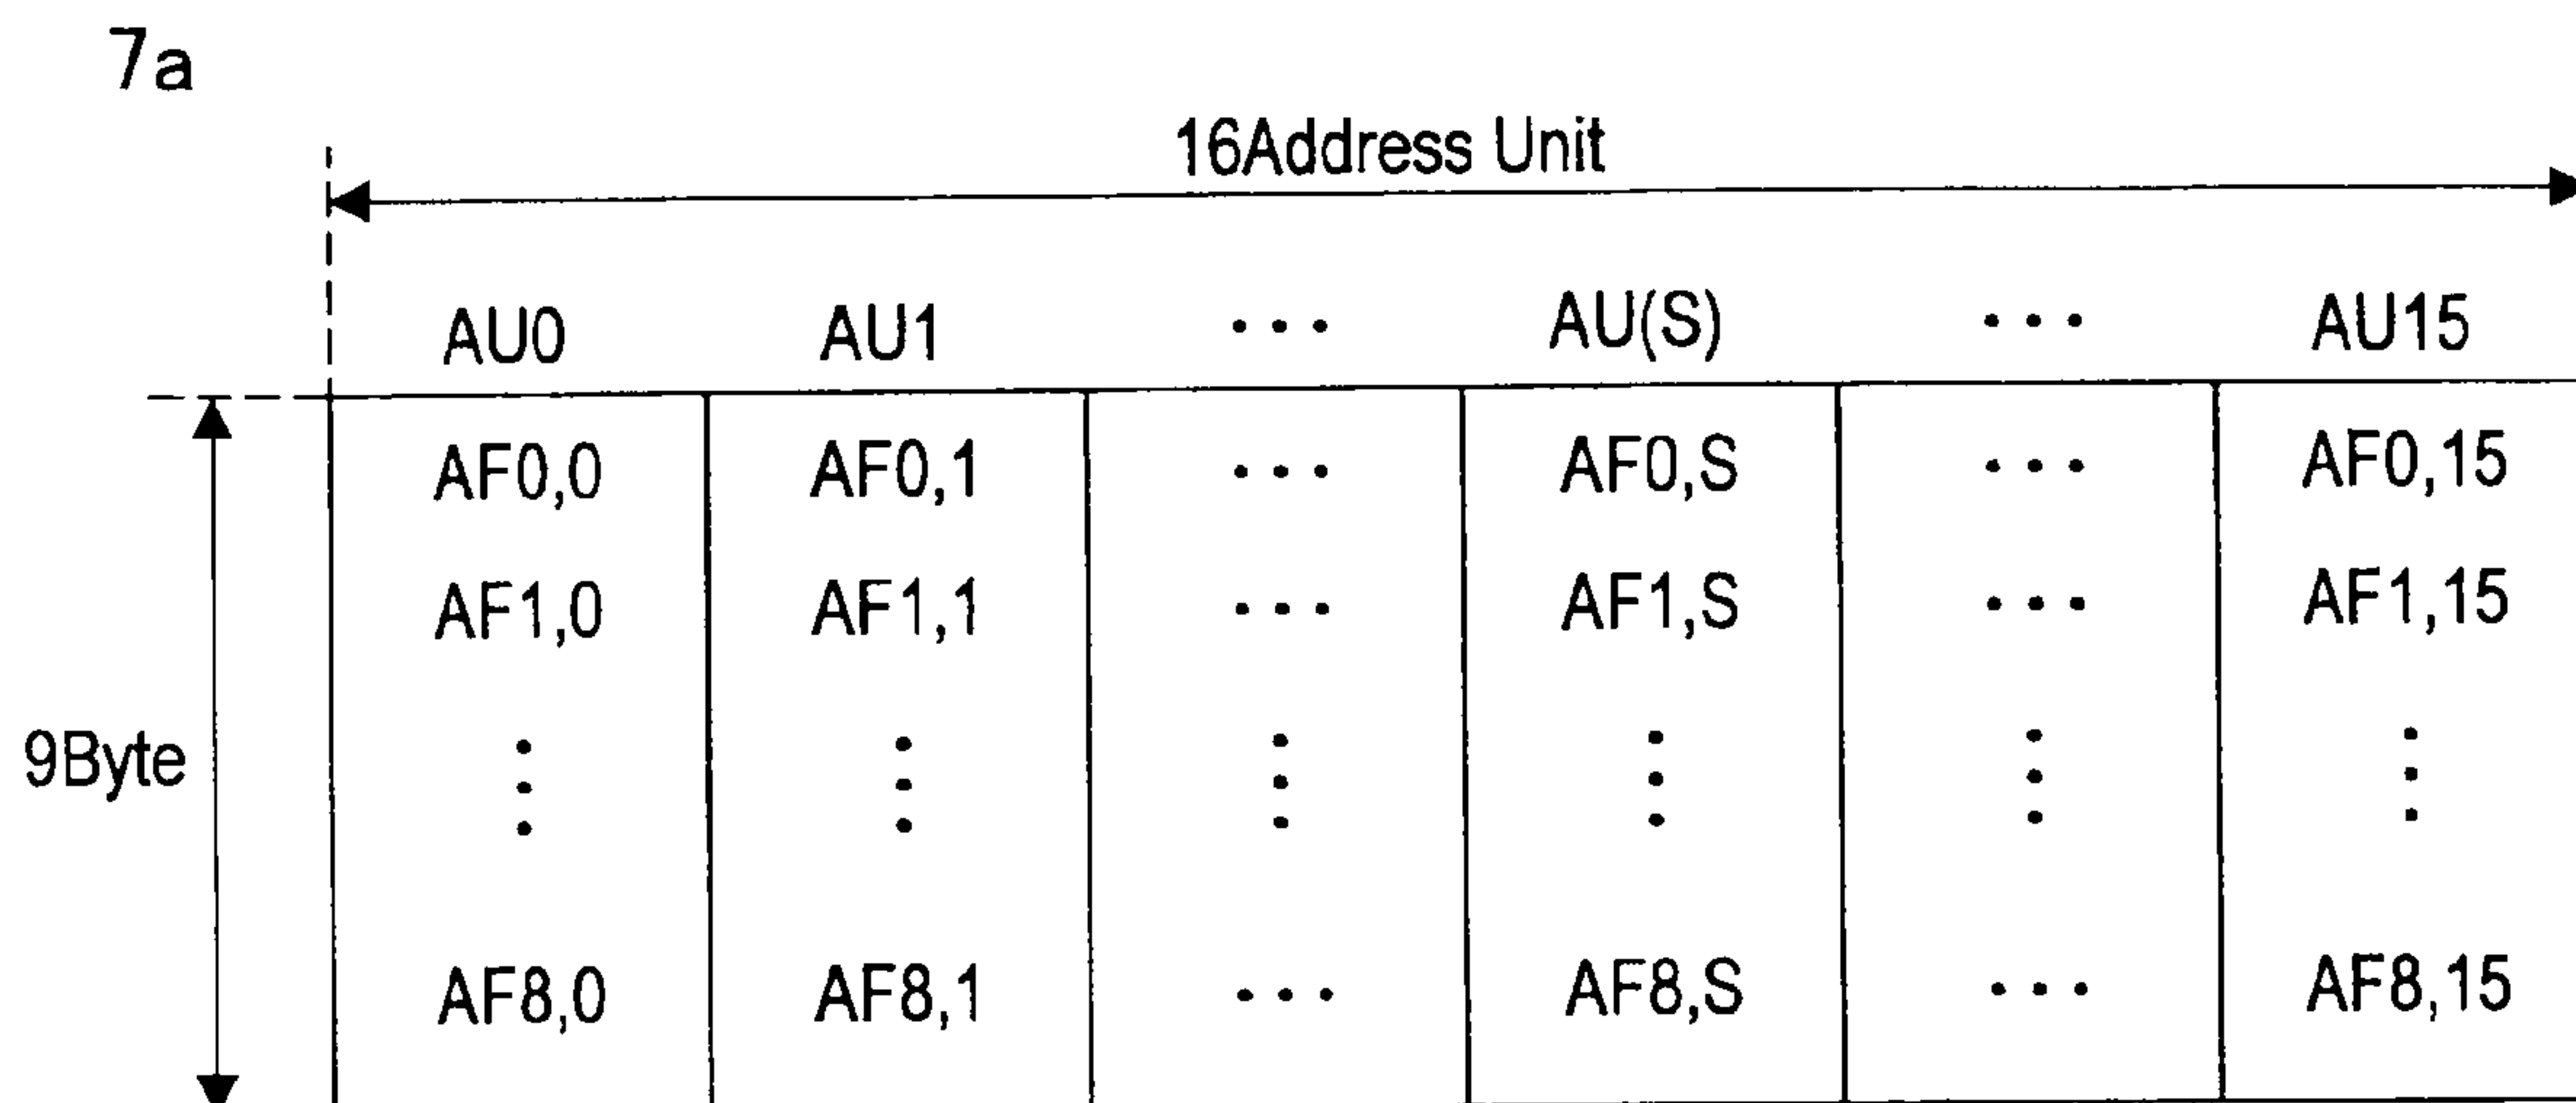 7a
16Address Unit
AU0 AU1 ... AU(S) ... AU15
AF0,0 AF0,1 ... AF0,S ... AF0,15
AF1,0 AF1,1 ... AF1,S ... AF1,15
9Byte
AF8,0 AF8,1 ... AF8,S ... AF8,15